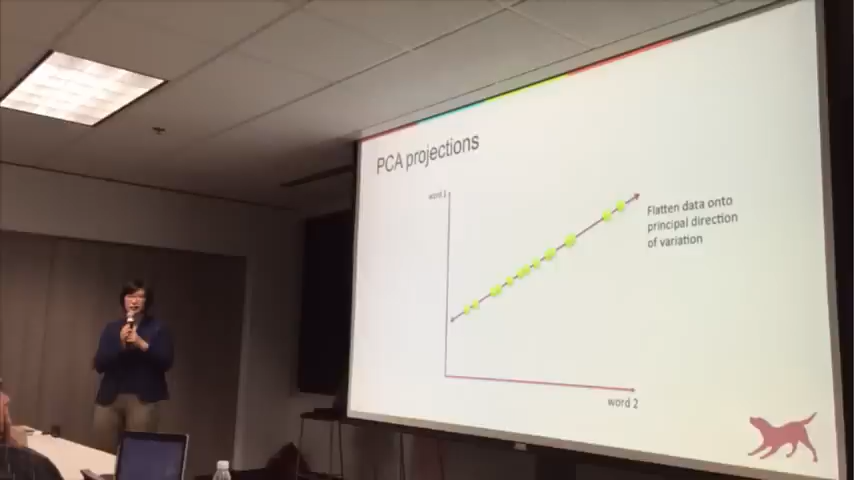 PCA projections
word 1
Flatten data onto
principal direction
of variation
word 2